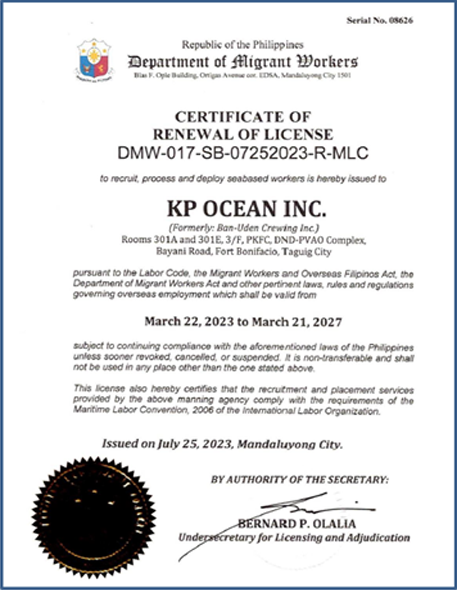 Serial No. 08626
Republic of the Philippines
Department of Migrant Workers
Blas F. Ople Building, Ortigas Avenue cor. EDSA, Mandaluyong City 1501
CERTIFICATE OF
RENEWAL OF LICENSE
DMW-017-SB-07252023-R-MLC
to recruit, process and deploy seabased workers is hereby issued to
KP OCEAN INC.
(Formerly: Ban-Uden Crewing Inc.)
Rooms 301A and 301E, 3/F, PKFC, DND-PVAO Complex,
Bayani Road, Fort Bonifacio, Taguig City
pursuant to the Labor Code, the Migrant Workers and Overseas Filipinos Act, the
Department of Migrant Workers Act and other pertinent laws, rules and regulations
governing overseas employment which shall be valid from
March 22, 2023 to March 21, 2027
subject to continuing compliance with the aforementioned laws of the Philippines
unless sooner revoked, cancelled, or suspended. It is non-transferable and shall
not be used in any place other than the one stated above.
This license also hereby certifies that the recruitment and placement services
provided by the above manning agency comply with the requirements of the
Maritime Labor Convention, 2006 of the International Labor Organization.
Issued on July 25, 2023, Mandaluyong City.
BY AUTHORITY OF THE SECRETARY:
BERNARD P. OLALIA
Undersecretary for Licensing and Adjudication